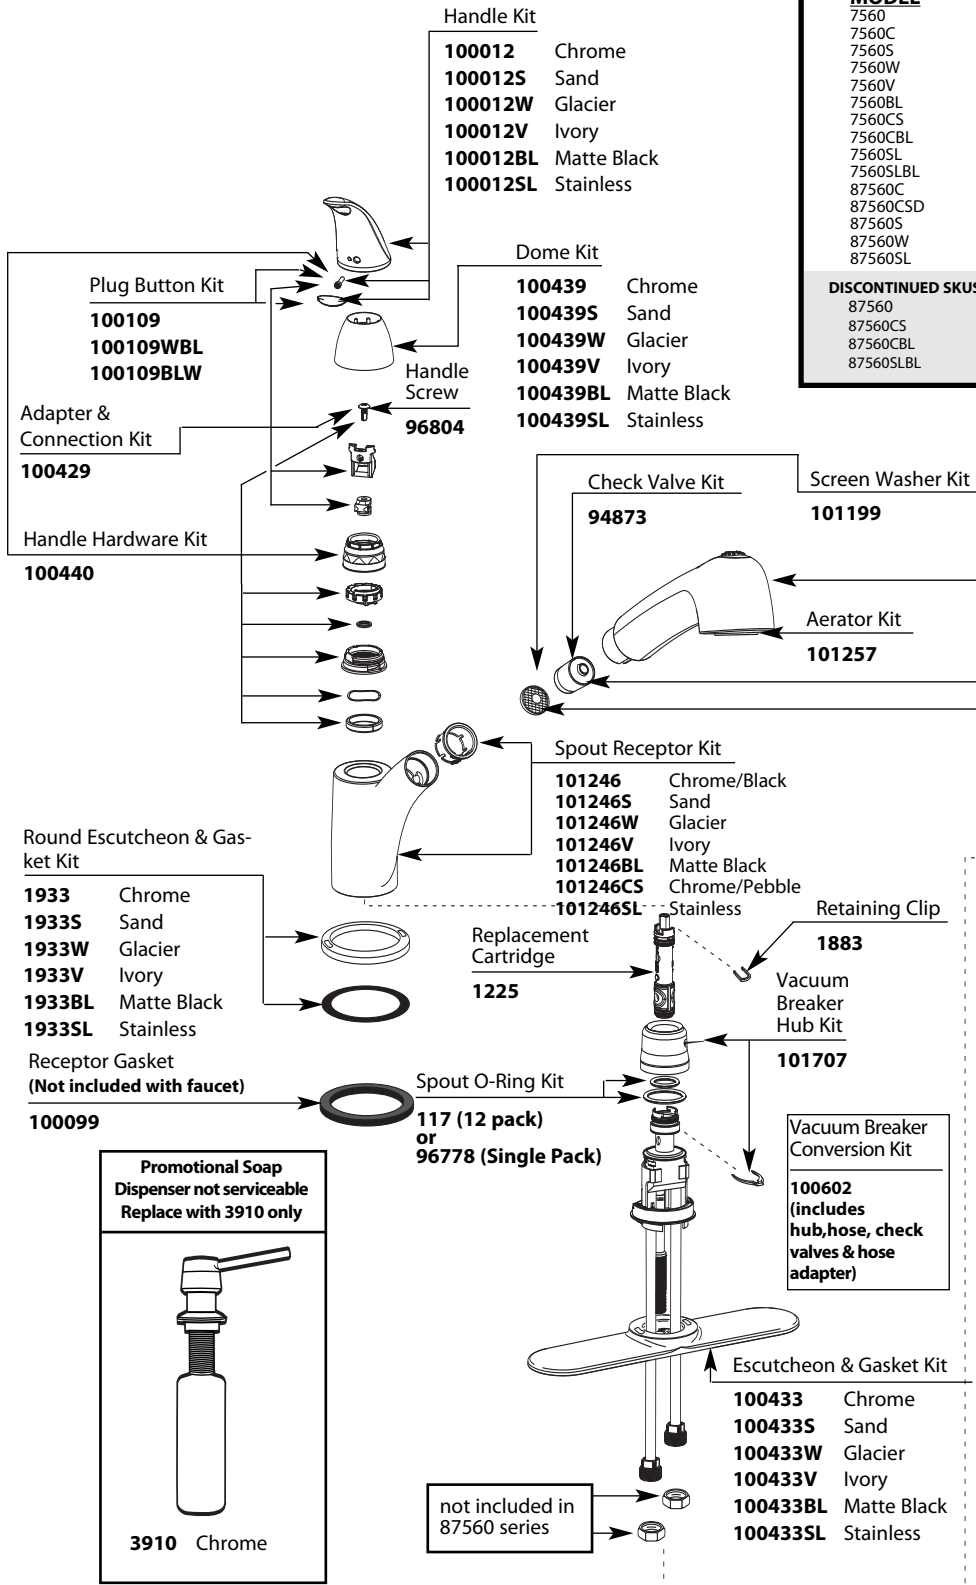 Handle Kit
100012 Chrome
100012S Sand
100012W Glacier
100012V Ivory
100012BL Matte Black
100012SL Stainless
MODEL
7560
7560C
7560S
7560W
7560V
7560BL
7560CS
7560CBL
7560SL
7560SLBL
87560C
87560CSD
87560S
87560W
87560SL
DISCONTINUED SKUS
87560
87560CS
87560CBL
87560SLBL
Plug Button Kit
100109
100109WBL
100109BLW
Dome Kit
100439 Chrome
100439S Sand
100439W Glacier
100439V Ivory
100439BL Matte Black
100439SL Stainless
Handle
Screw
96804
Adapter &
Connection Kit
100429
Handle Hardware Kit
100440
Check Valve Kit
94873
Screen Washer Kit
101199
Aerator Kit
101257
Spout Receptor Kit
101246 Chrome/Black
101246S Sand
101246W Glacier
101246V Ivory
101246BL Matte Black
101246CS Chrome/Pebble
101246SL Stainless
Round Escutcheon & Gas-
ket Kit
1933 Chrome
1933S Sand
1933W Glacier
1933V Ivory
1933BL Matte Black
1933SL Stainless
Replacement
Cartridge
1225
Retaining Clip
1883
Vacuum
Breaker
Hub Kit
101707
Receptor Gasket
(Not included with faucet)
100099
Spout O-Ring Kit
117 (12 pack)
or
96778 (Single Pack)
Vacuum Breaker
Conversion Kit
100602
(includes
hub,hose, check
valves & hose
adapter)
Promotional Soap
Dispenser not serviceable
Replace with 3910 only
3910 Chrome
Escutcheon & Gasket Kit
100433 Chrome
100433S Sand
100433W Glacier
100433V Ivory
100433BL Matte Black
100433SL Stainless
not included in
87560 series